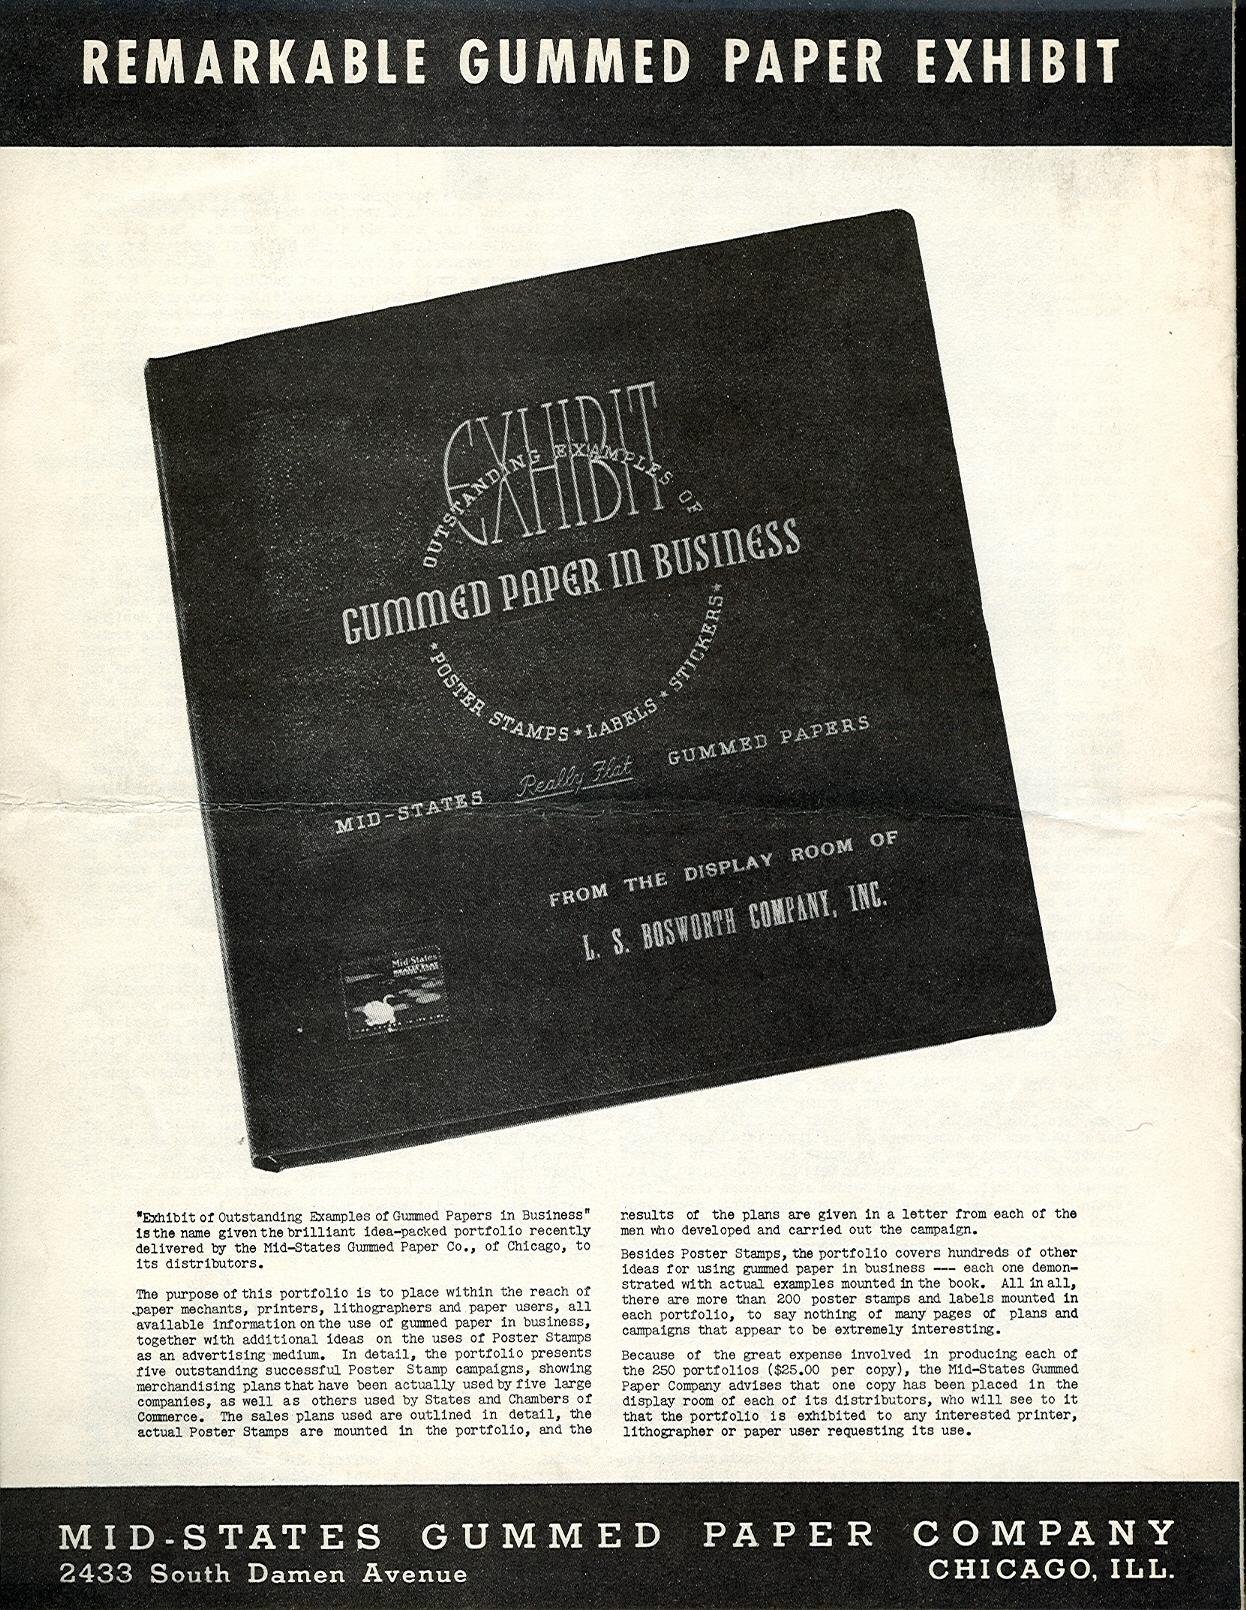 REMARKABLE GUMMED PAPER EXHIBIT
EXHIBIT
OUTSTANDING EXAMPLES OF
GUMMED PAPER IN BUSINESS
*POSTER STAMPS*LABELS*STICKERS*
MID-STATES Really Flat GUMMED PAPERS
FROM THE DISPLAY ROOM OF
L. S. BOSWORTH COMPANY, INC.
Mid-States
"Exhibit of Outstanding Examples of Gummed Papers in Business"
is the name given the brilliant idea-packed portfolio recently
delivered by the Mid-States Gummed Paper Co., of Chicago, to
its distributors.
The purpose of this portfolio is to place within the reach of
paper mechants, printers, lithographers and paper users, all
available information on the use of gummed paper in business,
together with additional ideas on the uses of Poster Stamps
as an advertising medium. In detail, the portfolio presents
five outstanding successful Poster Stamp campaigns, showing
merchandising plans that have been actually used by five large
companies, as well as others used by States and Chambers of
Commerce. The sales plans used are outlined in detail, the
actual Poster Stamps are mounted in the portfolio, and the
results of the plans are given in a letter from each of the
men who developed and carried out the campaign.
Besides Poster Stamps, the portfolio covers hundreds of other
ideas for using gummed paper in business --- each one demon-
strated with actual examples mounted in the book. All in all,
there are more than 200 poster stamps and labels mounted in
each portfolio, to say nothing of many pages of plans and
campaigns that appear to be extremely interesting.
Because of the great expense involved in producing each of
the 250 portfolios ($25.00 per copy), the Mid-States Gummed
Paper Company advises that one copy has been placed in the
display room of each of its distributors, who will see to it
that the portfolio is exhibited to any interested printer,
lithographer or paper user requesting its use.
MID-STATES GUMMED PAPER COMPANY
2433 South Damen Avenue CHICAGO, ILL.